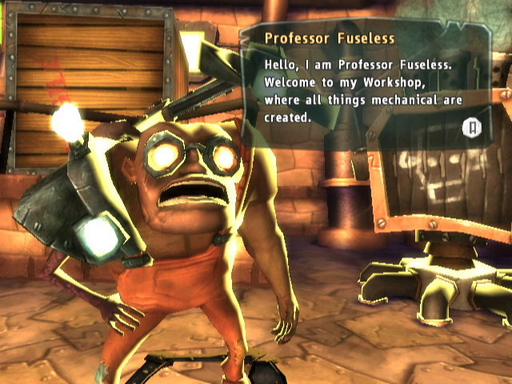 Professor Fuseless
Hello, I am Professor Fuseless.
Welcome to my Workshop,
where all things mechanical are
created.
A